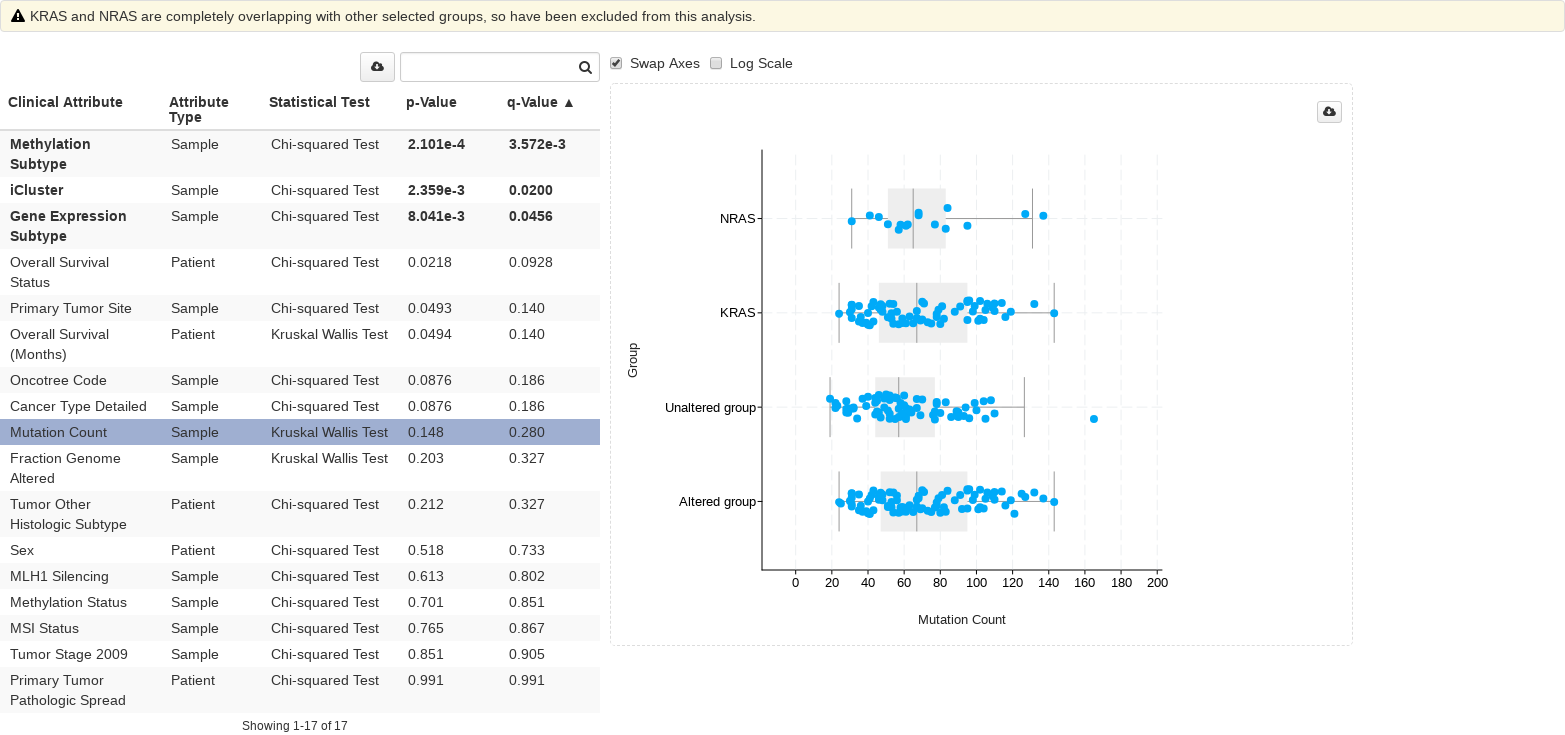 KRAS and NRAS are completely overlapping with other selected groups, so have been excluded from this analysis.
Swap Axes Log Scale
Clinical Attribute Attribute Type Statistical Test p-Value q-Value ▲
Methylation Subtype Sample Chi-squared Test 2.101e-4 3.572e-3
iCluster Sample Chi-squared Test 2.359e-3 0.0200
Gene Expression Subtype Sample Chi-squared Test 8.041e-3 0.0456
Overall Survival Status Patient Chi-squared Test 0.0218 0.0928
Primary Tumor Site Sample Chi-squared Test 0.0493 0.140
Overall Survival (Months) Patient Kruskal Wallis Test 0.0494 0.140
Oncotree Code Sample Chi-squared Test 0.0876 0.186
Cancer Type Detailed Sample Chi-squared Test 0.0876 0.186
Mutation Count Sample Kruskal Wallis Test 0.148 0.280
Fraction Genome Altered Sample Kruskal Wallis Test 0.203 0.327
Tumor Other Histologic Subtype Patient Chi-squared Test 0.212 0.327
Sex Patient Chi-squared Test 0.518 0.733
MLH1 Silencing Sample Chi-squared Test 0.613 0.802
Methylation Status Sample Chi-squared Test 0.701 0.851
MSI Status Sample Chi-squared Test 0.765 0.867
Tumor Stage 2009 Sample Chi-squared Test 0.851 0.905
Primary Tumor Pathologic Spread Patient Chi-squared Test 0.991 0.991
Showing 1-17 of 17
Group
NRAS
KRAS
Unaltered group
Altered group
0 20 40 60 80 100 120 140 160 180 200
Mutation Count